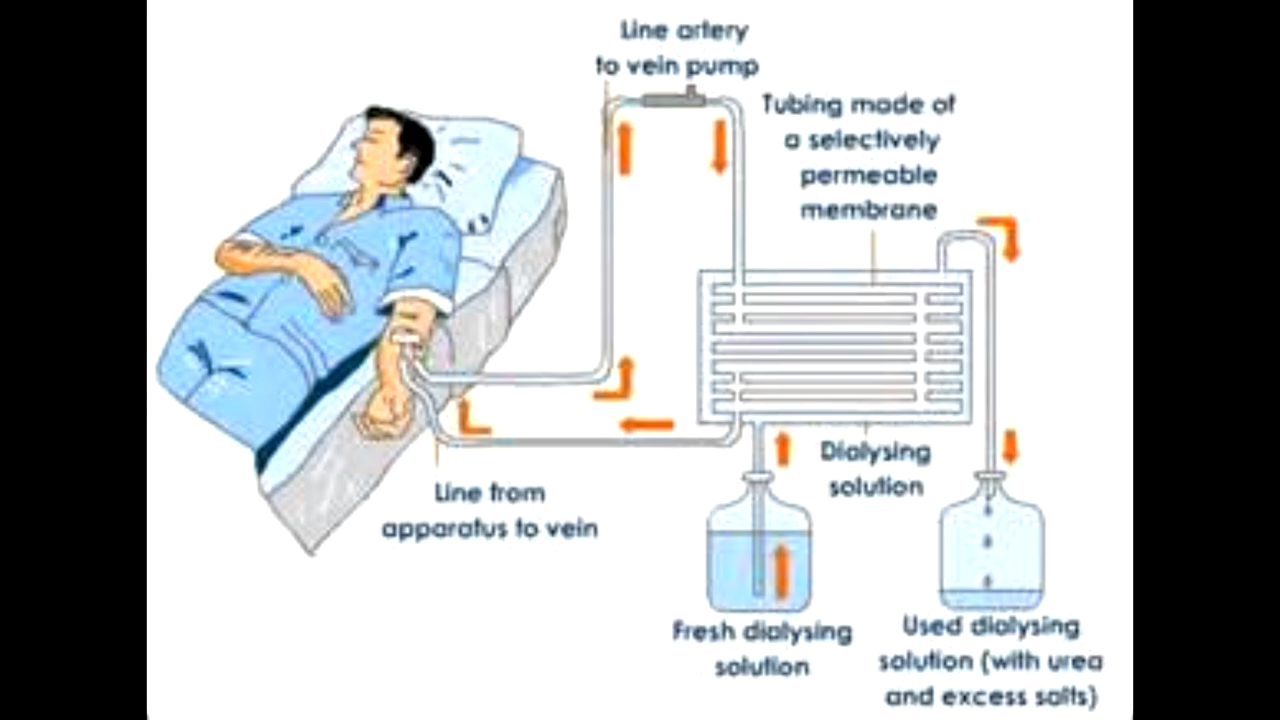 Line artery
to vein pump
Tubing made of
a selectively
permeable
membrane
Dialysing
solution
Line from
apparatus to vein
Fresh dialysing
solution
Used dialysing
solution (with urea
and excess salts)